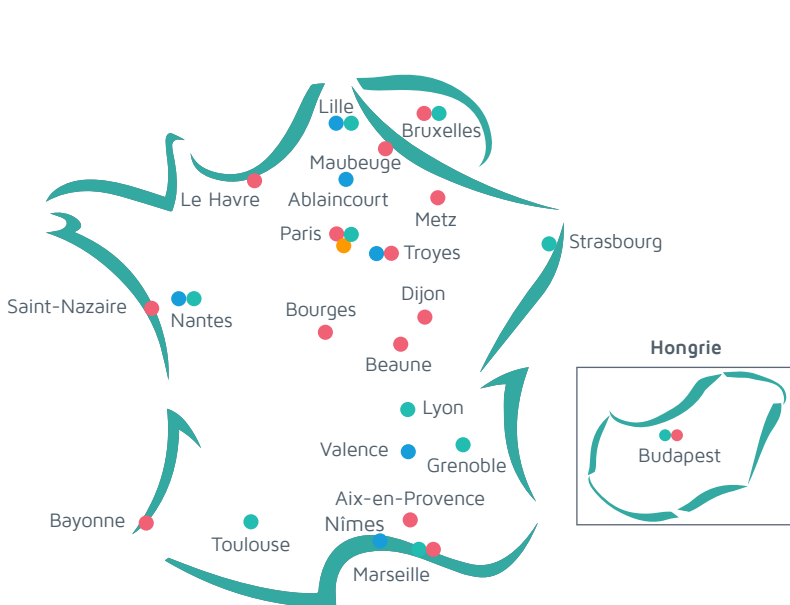 Lille
Bruxelles
Maubeuge
Le Havre
Ablaincourt
Metz
Paris
Strasbourg
Troyes
Dijon
Saint-Nazaire
Bourges
Nantes
Hongrie
Beaune
Lyon
Valence
Budapest
Grenoble
Aix-en-Provence
Bayonne
Nîmes
Toulouse
Marseille